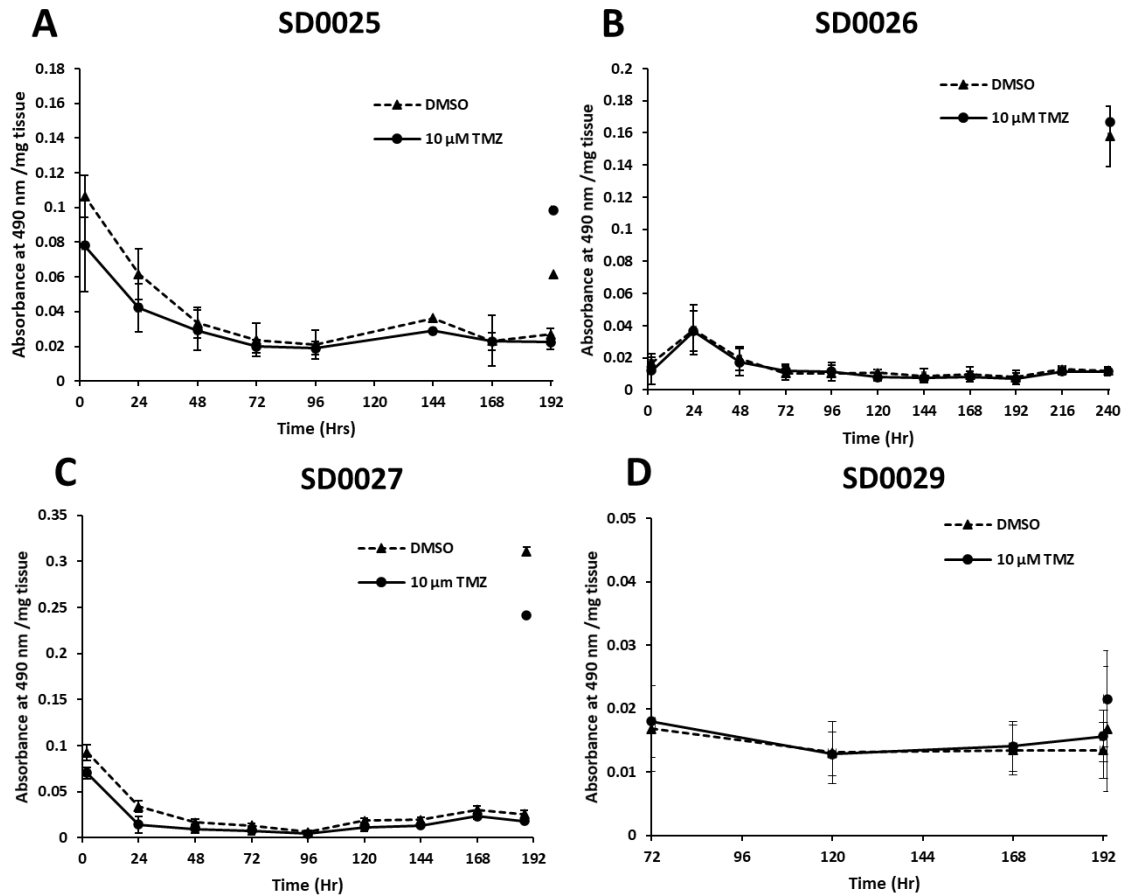 A
SD0025
Absorbance at 490 nm /mg tissue
0.18
0.16
0.14
0.12
0.1
0.08
0.06
0.04
0.02
0
DMSO
10 µM TMZ
0 24 48 72 96 120 144 168 192
Time (Hrs)
B
SD0026
Absorbance at 490 nm /mg tissue
0.2
0.18
0.16
0.14
0.12
0.1
0.08
0.06
0.04
0.02
0
DMSO
10 µM TMZ
0 24 48 72 96 120 144 168 192 216 240
Time (Hr)
C
SD0027
Absorbance at 490 nm /mg tissue
0.35
0.3
0.25
0.2
0.15
0.1
0.05
0
DMSO
10 µm TMZ
0 24 48 72 96 120 144 168 192
Time (Hr)
D
SD0029
Absorbance at 490 nm /mg tissue
0.05
0.04
0.03
0.02
0.01
0
DMSO
10 µM TMZ
72 96 120 144 168 192
Time (Hr)